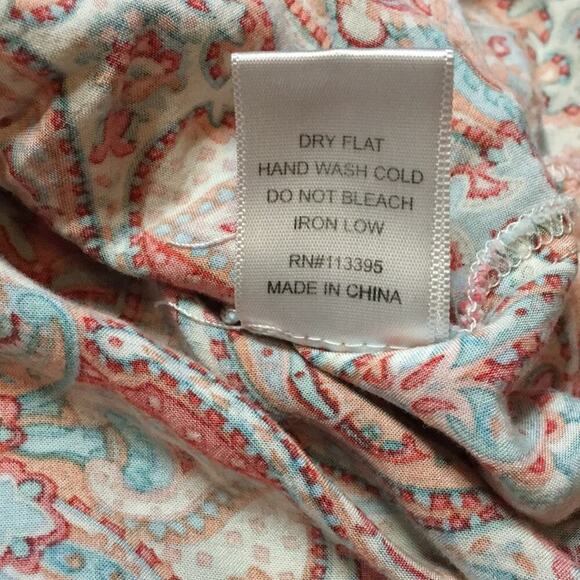 DRY FLAT
HAND WASH COLD
DO NOT BLEACH
IRON LOW
RN#113395
MADE IN CHINA